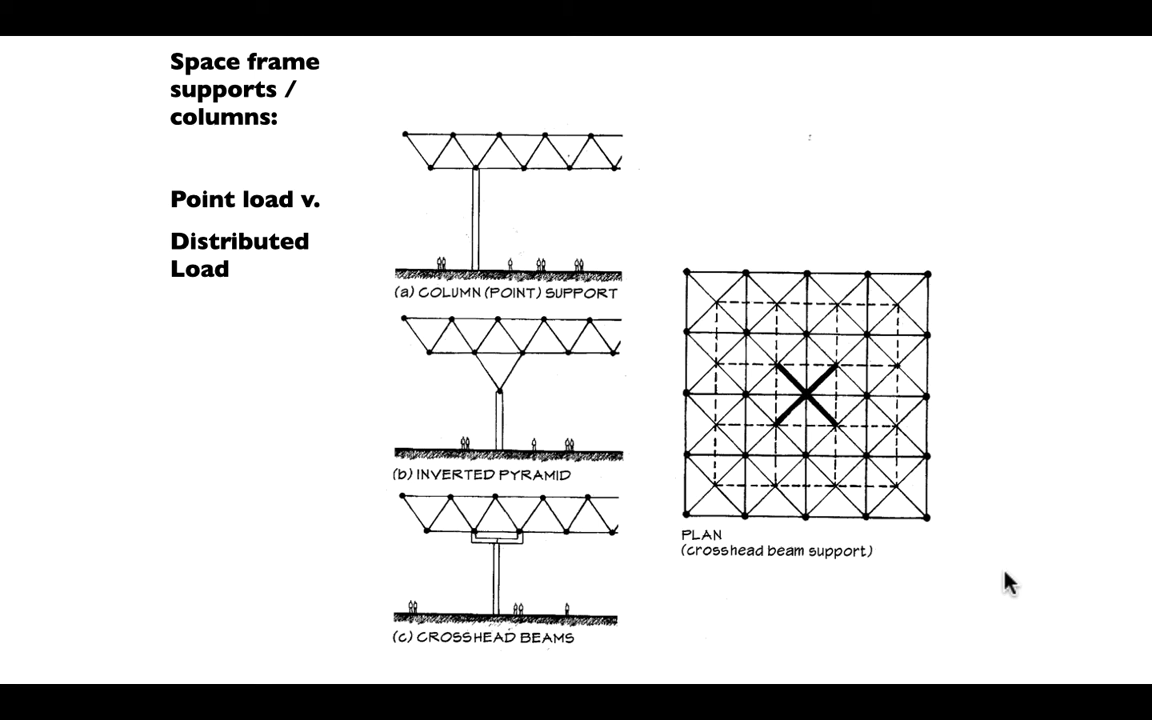 Space frame
supports /
columns:
Point load v.
Distributed
Load
(a) COLUMN (POINT) SUPPORT
(b) INVERTED PYRAMID
(c) CROSSHEAD BEAMS
PLAN
(crosshead beam support)